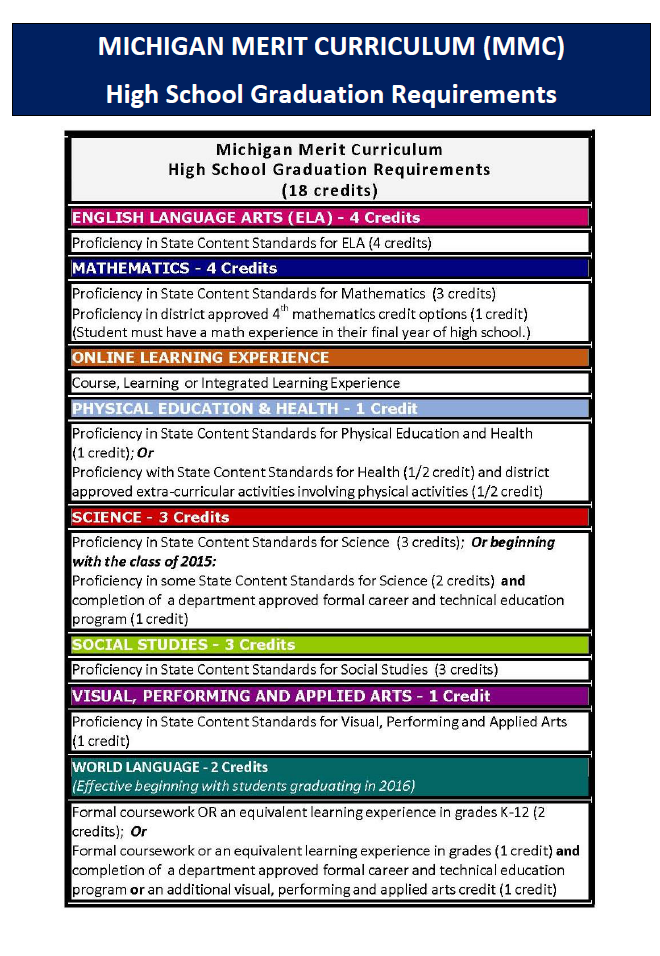 MICHIGAN MERIT CURRICULUM (MMC)
High School Graduation Requirements
Michigan Merit Curriculum
High School Graduation Requirements
(18 credits)
ENGLISH LANGUAGE ARTS (ELA) - 4 Credits
Proficiency in State Content Standards for ELA (4 credits)
MATHEMATICS - 4 Credits
Proficiency in State Content Standards for Mathematics (3 credits)
Proficiency in district approved 4th mathematics credit options (1 credit)
(Student must have a math experience in their final year of high school.)
ONLINE LEARNING EXPERIENCE
Course, Learning or Integrated Learning Experience
PHYSICAL EDUCATION & HEALTH - 1 Credit
Proficiency in State Content Standards for Physical Education and Health
(1 credit); Or
Proficiency with State Content Standards for Health (1/2 credit) and district
approved extra-curricular activities involving physical activities (1/2 credit)
SCIENCE - 3 Credits
Proficiency in State Content Standards for Science (3 credits); Or beginning
with the class of 2015:
Proficiency in some State Content Standards for Science (2 credits) and
completion of a department approved formal career and technical education
program (1 credit)
SOCIAL STUDIES - 3 Credits
Proficiency in State Content Standards for Social Studies (3 credits)
VISUAL, PERFORMING AND APPLIED ARTS - 1 Credit
Proficiency in State Content Standards for Visual, Performing and Applied Arts
(1 credit)
WORLD LANGUAGE - 2 Credits
(Effective beginning with students graduating in 2016)
Formal coursework OR an equivalent learning experience in grades K-12 (2
credits); Or
Formal coursework or an equivalent learning experience in grades (1 credit) and
completion of a department approved formal career and technical education
program or an additional visual, performing and applied arts credit (1 credit)